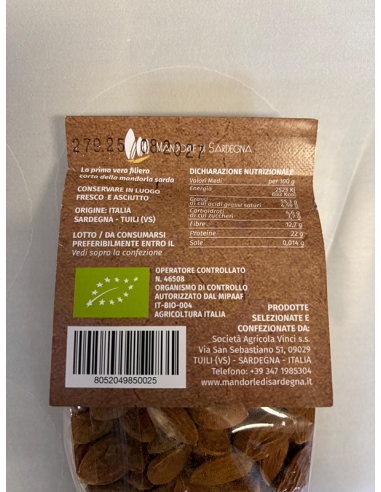 MANDORLE DI SARDEGNA
La prima vera filiera
corta della mandorla sarda
CONSERVARE IN LUOGO
FRESCO E ASCIUTTO
ORIGINE: ITALIA
SARDEGNA - TUILI (VS)
LOTTO / DA CONSUMARSI
PREFERIBILMENTE ENTRO IL
Vedi sopra la confezione
DICHIARAZIONE NUTRIZIONALE
Valori Medi per 100 g
Energia
Grassi
di cui acidi grassi saturi
Carboidrati
di cui zuccheri
Fibre 12,7 g
Proteine 22 g
Sale 0,014 g
OPERATORE CONTROLLATO
N. 46508
ORGANISMO DI CONTROLLO
AUTORIZZATO DAL MIPAAF
IT-BIO-004
AGRICOLTURA ITALIA
8052049850025
PRODOTTE
SELEZIONATE E
CONFEZIONATE DA:
Società Agricola Vinci s.s.
Via San Sebastiano 51, 09029
TUILI (VS) - SARDEGNA - ITALIA
Telefono: +39 347 1985304
www.mandorledisardegna.it